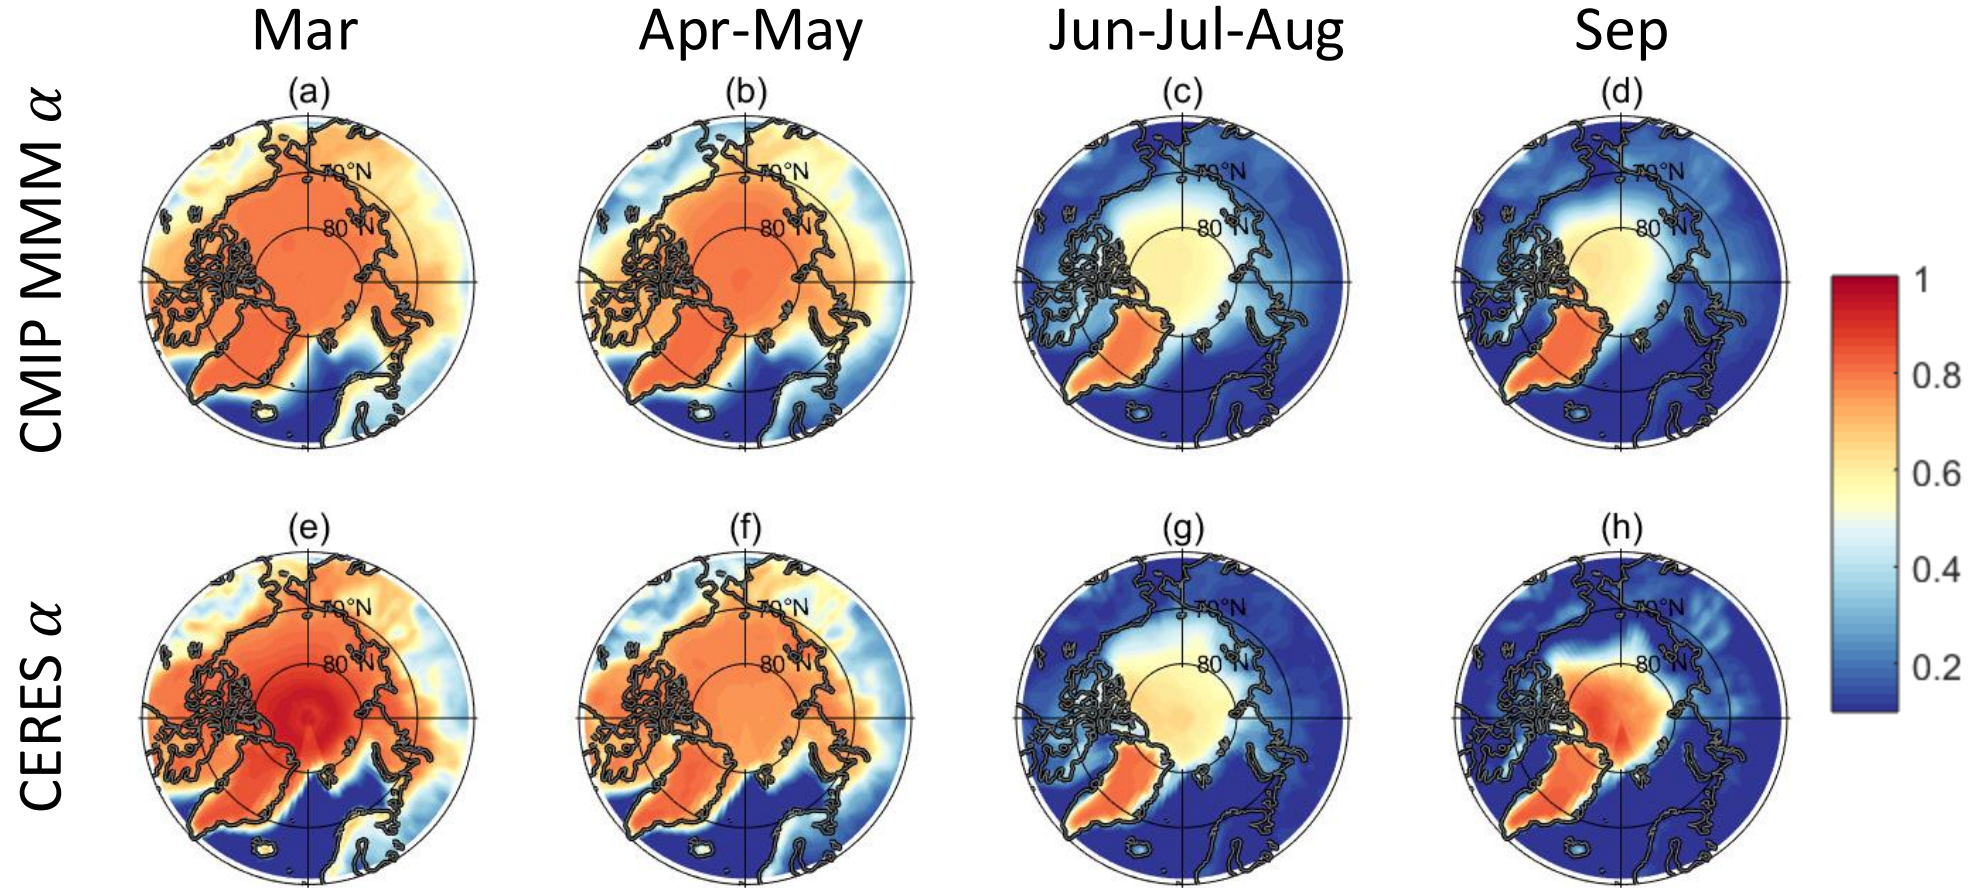 Mar Apr-May Jun-Jul-Aug Sep
CMIP MMM α
(a) (b) (c) (d)
70°N 70°N 70°N 70°N
80°N 80°N 80°N 80°N
1
0.8
0.6
0.4
0.2
CERES α
(e) (f) (g) (h)
70°N 70°N 70°N 70°N
80°N 80°N 80°N 80°N